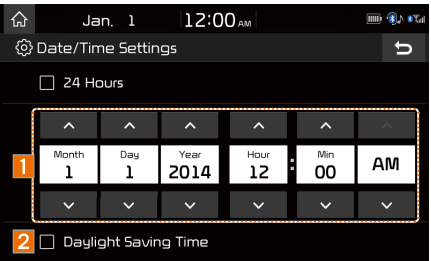 Jan. 1 12:00 AM
Date/Time Settings
24 Hours
1
Month Day Year Hour Min
1 1 2014 12 : 00 AM
2 Daylight Saving Time